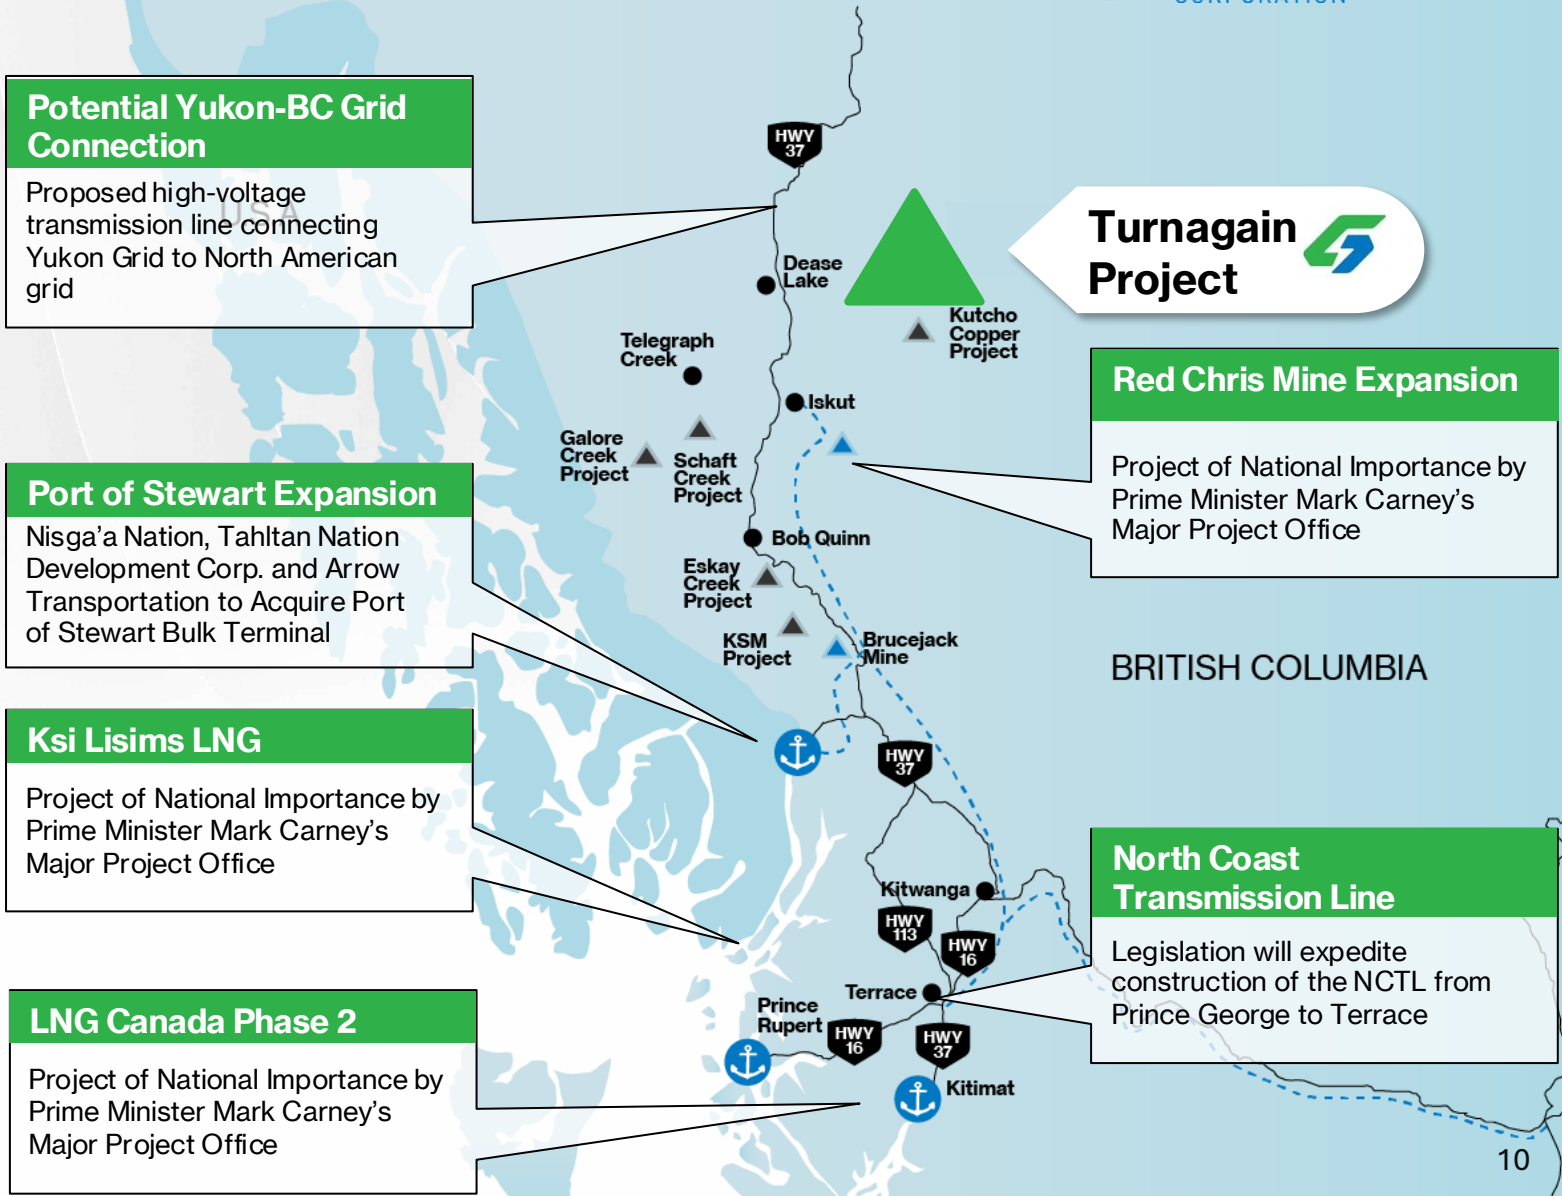 CORPORATION
Potential Yukon-BC Grid
Connection
Proposed high-voltage
transmission line connecting
Yukon Grid to North American
grid
USA
HWY
37
Turnagain
Project
Dease
Lake
Kutcho
Copper
Project
Telegraph
Creek
Iskut
Red Chris Mine Expansion
Project of National Importance by
Prime Minister Mark Carney's
Major Project Office
Galore
Creek
Project
Schaft
Creek
Project
Port of Stewart Expansion
Nisga'a Nation, Tahltan Nation
Development Corp. and Arrow
Transportation to Acquire Port
of Stewart Bulk Terminal
Bob Quinn
Eskay
Creek
Project
KSM
Project
Brucejack
Mine
BRITISH COLUMBIA
Ksi Lisims LNG
Project of National Importance by
Prime Minister Mark Carney's
Major Project Office
HWY
37
Kitwanga
HWY
113
HWY
16
North Coast
Transmission Line
Legislation will expedite
construction of the NCTL from
Prince George to Terrace
Terrace
Prince
Rupert
HWY
16
HWY
37
Kitimat
LNG Canada Phase 2
Project of National Importance by
Prime Minister Mark Carney's
Major Project Office
10